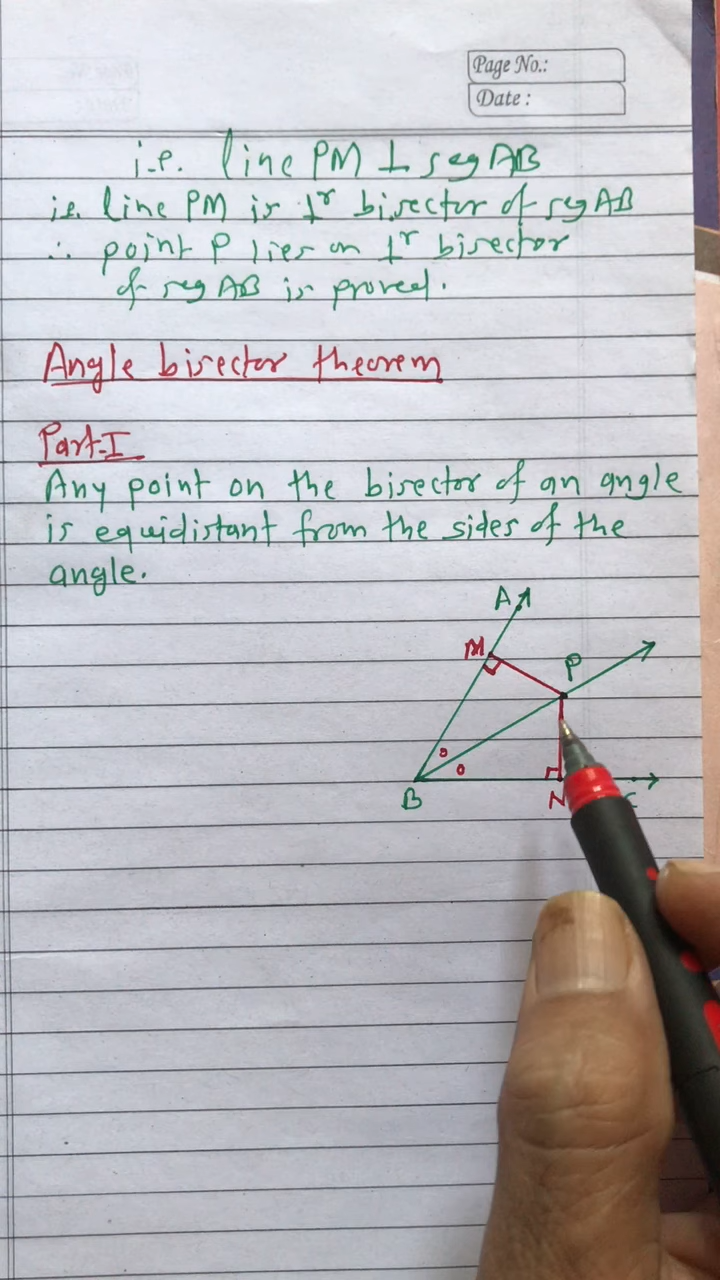 Page No.:
Date :
i.e. line PM ⊥ seg AB
i.e. line PM is ⊥r bisector of seg AB
∴ point P lies on ⊥r bisector
of seg AB is proved.
Angle bisector theorem
Part-I
Any point on the bisector of an angle
is equidistant from the sides of the
angle.
A
M
P
B
N
C